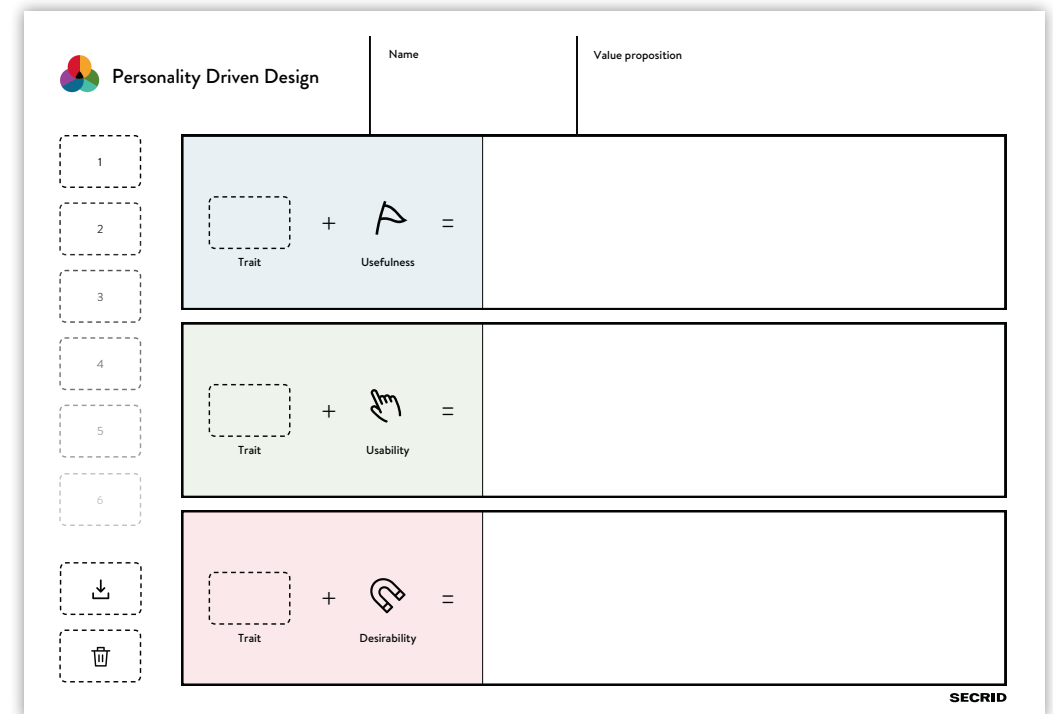 Personality Driven Design
Name
Value proposition
1
2
3
4
5
6
+
=
Trait
Usefulness
+
=
Trait
Usability
+
=
Trait
Desirability
SECRID